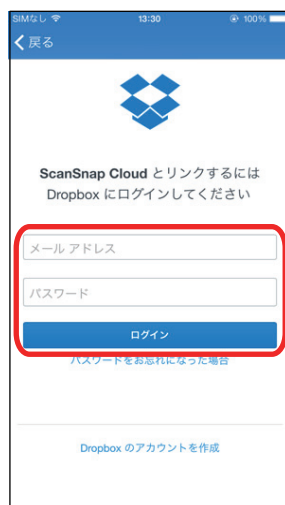 SIMなし 13:30 100%
戻る
ScanSnap Cloud とリンクするには
Dropbox にログインしてください
メール アドレス
パスワード
ログイン
パスワードをお忘れになった場合
Dropbox のアカウントを作成